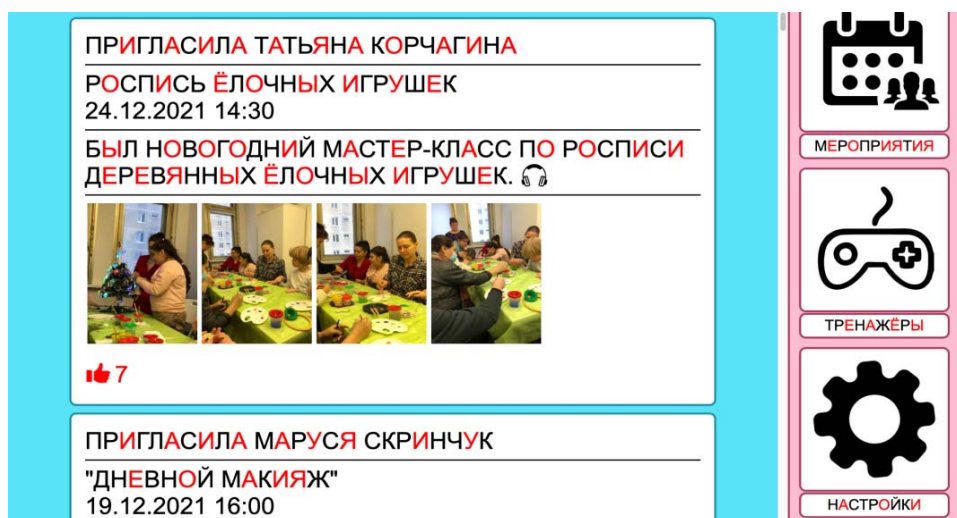 ПРИГЛАСИЛА ТАТЬЯНА КОРЧАГИНА
РОСПИСЬ ЁЛОЧНЫХ ИГРУШЕК
24.12.2021 14:30
БЫЛ НОВОГОДНИЙ МАСТЕР-КЛАСС ПО РОСПИСИ
ДЕРЕВЯННЫХ ЁЛОЧНЫХ ИГРУШЕК.
7
ПРИГЛАСИЛА МАРУСЯ СКРИНЧУК
"ДНЕВНОЙ МАКИЯЖ"
19.12.2021 16:00
МЕРОПРИЯТИЯ
ТРЕНАЖЁРЫ
НАСТРОЙКИ